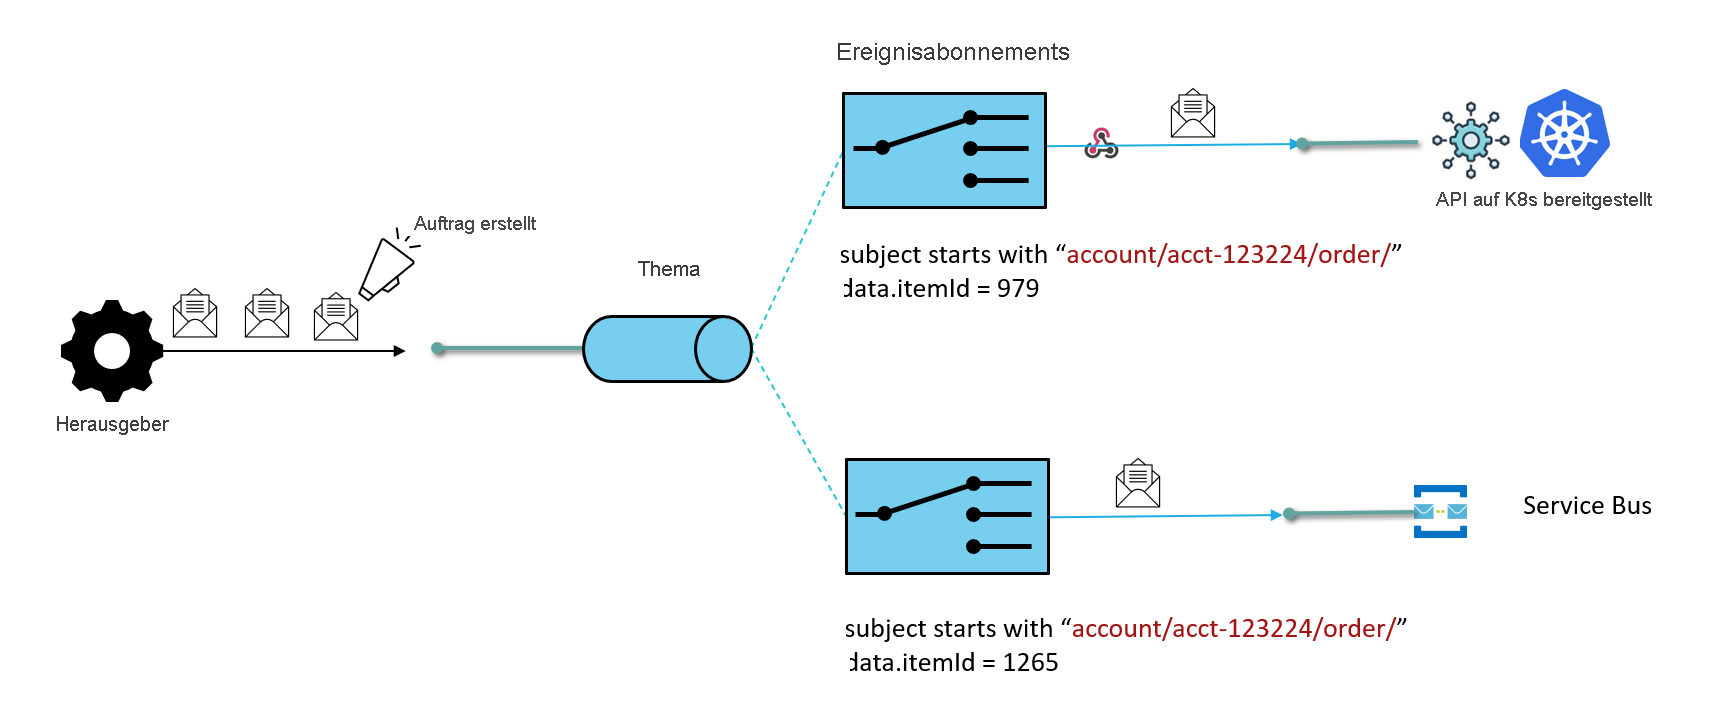 Ereignisabonnements
API auf K8s bereitgestellt
Auftrag erstellt
subject starts with “account/acct-123224/order/”
data.itemId = 979
Thema
Herausgeber
Service Bus
subject starts with “account/acct-123224/order/”
data.itemId = 1265